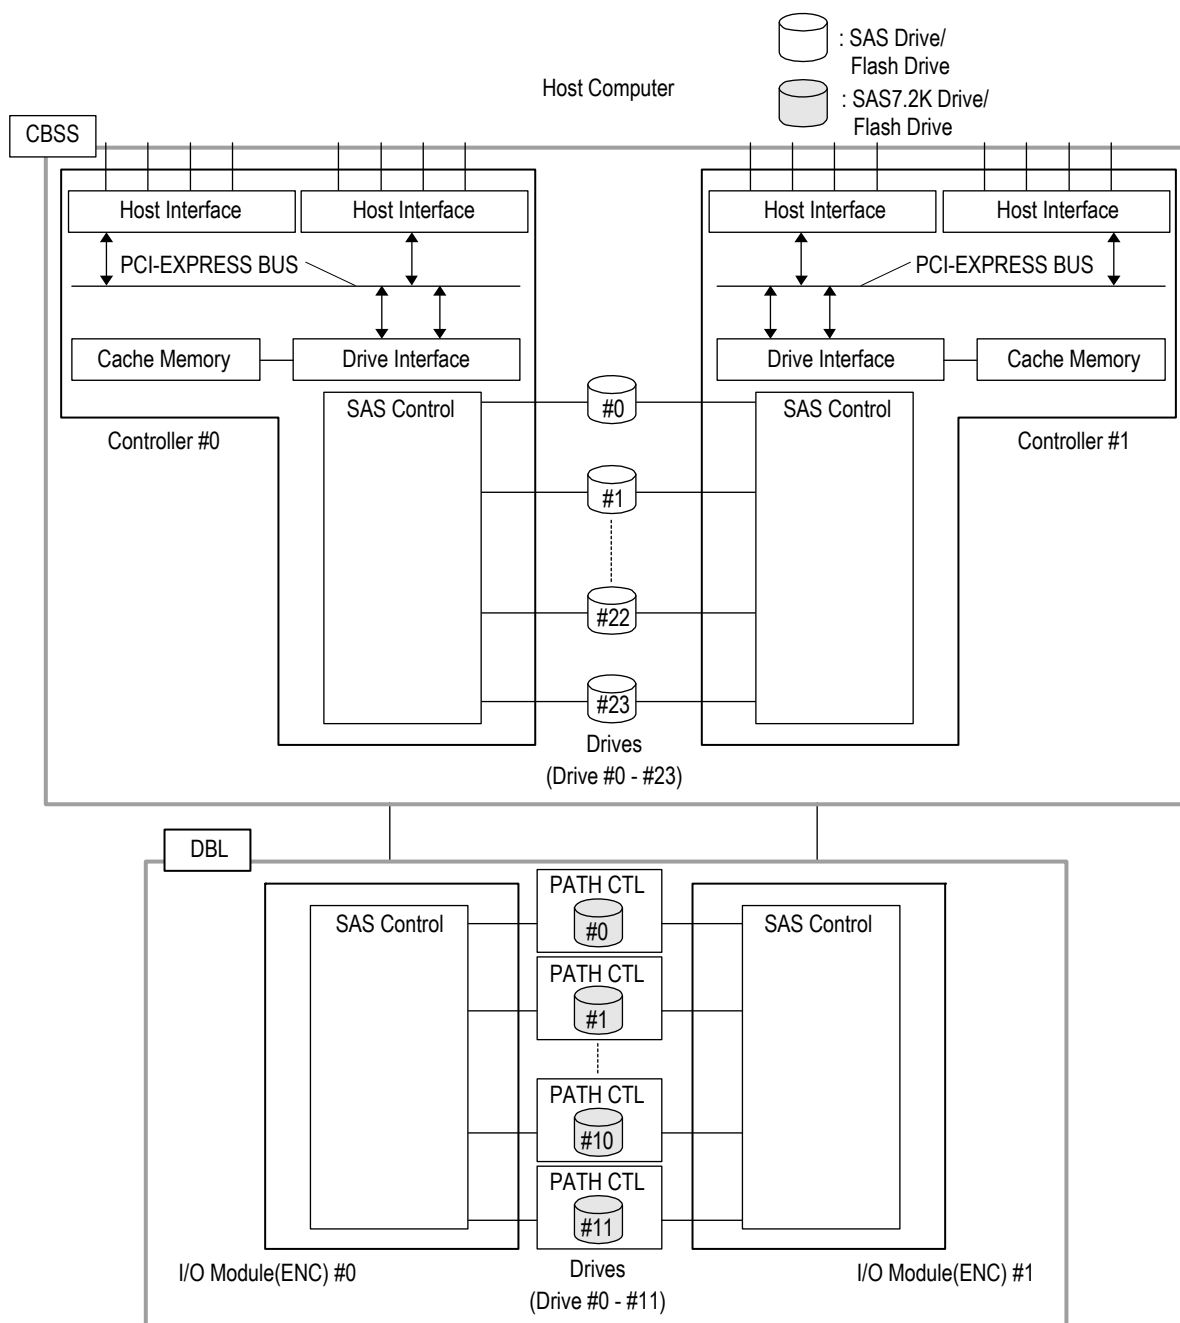 : SAS Drive/
Flash Drive
Host Computer
: SAS7.2K Drive/
Flash Drive
CBSS
Host Interface
Host Interface
Host Interface
Host Interface
PCI-EXPRESS BUS
PCI-EXPRESS BUS
Cache Memory
Drive Interface
Drive Interface
Cache Memory
SAS Control
#0
SAS Control
Controller #0
Controller #1
#1
#22
#23
Drives
(Drive #0 - #23)
DBL
PATH CTL
SAS Control
#0
SAS Control
PATH CTL
#1
PATH CTL
#10
PATH CTL
#11
I/O Module(ENC) #0
Drives
I/O Module(ENC) #1
(Drive #0 - #11)